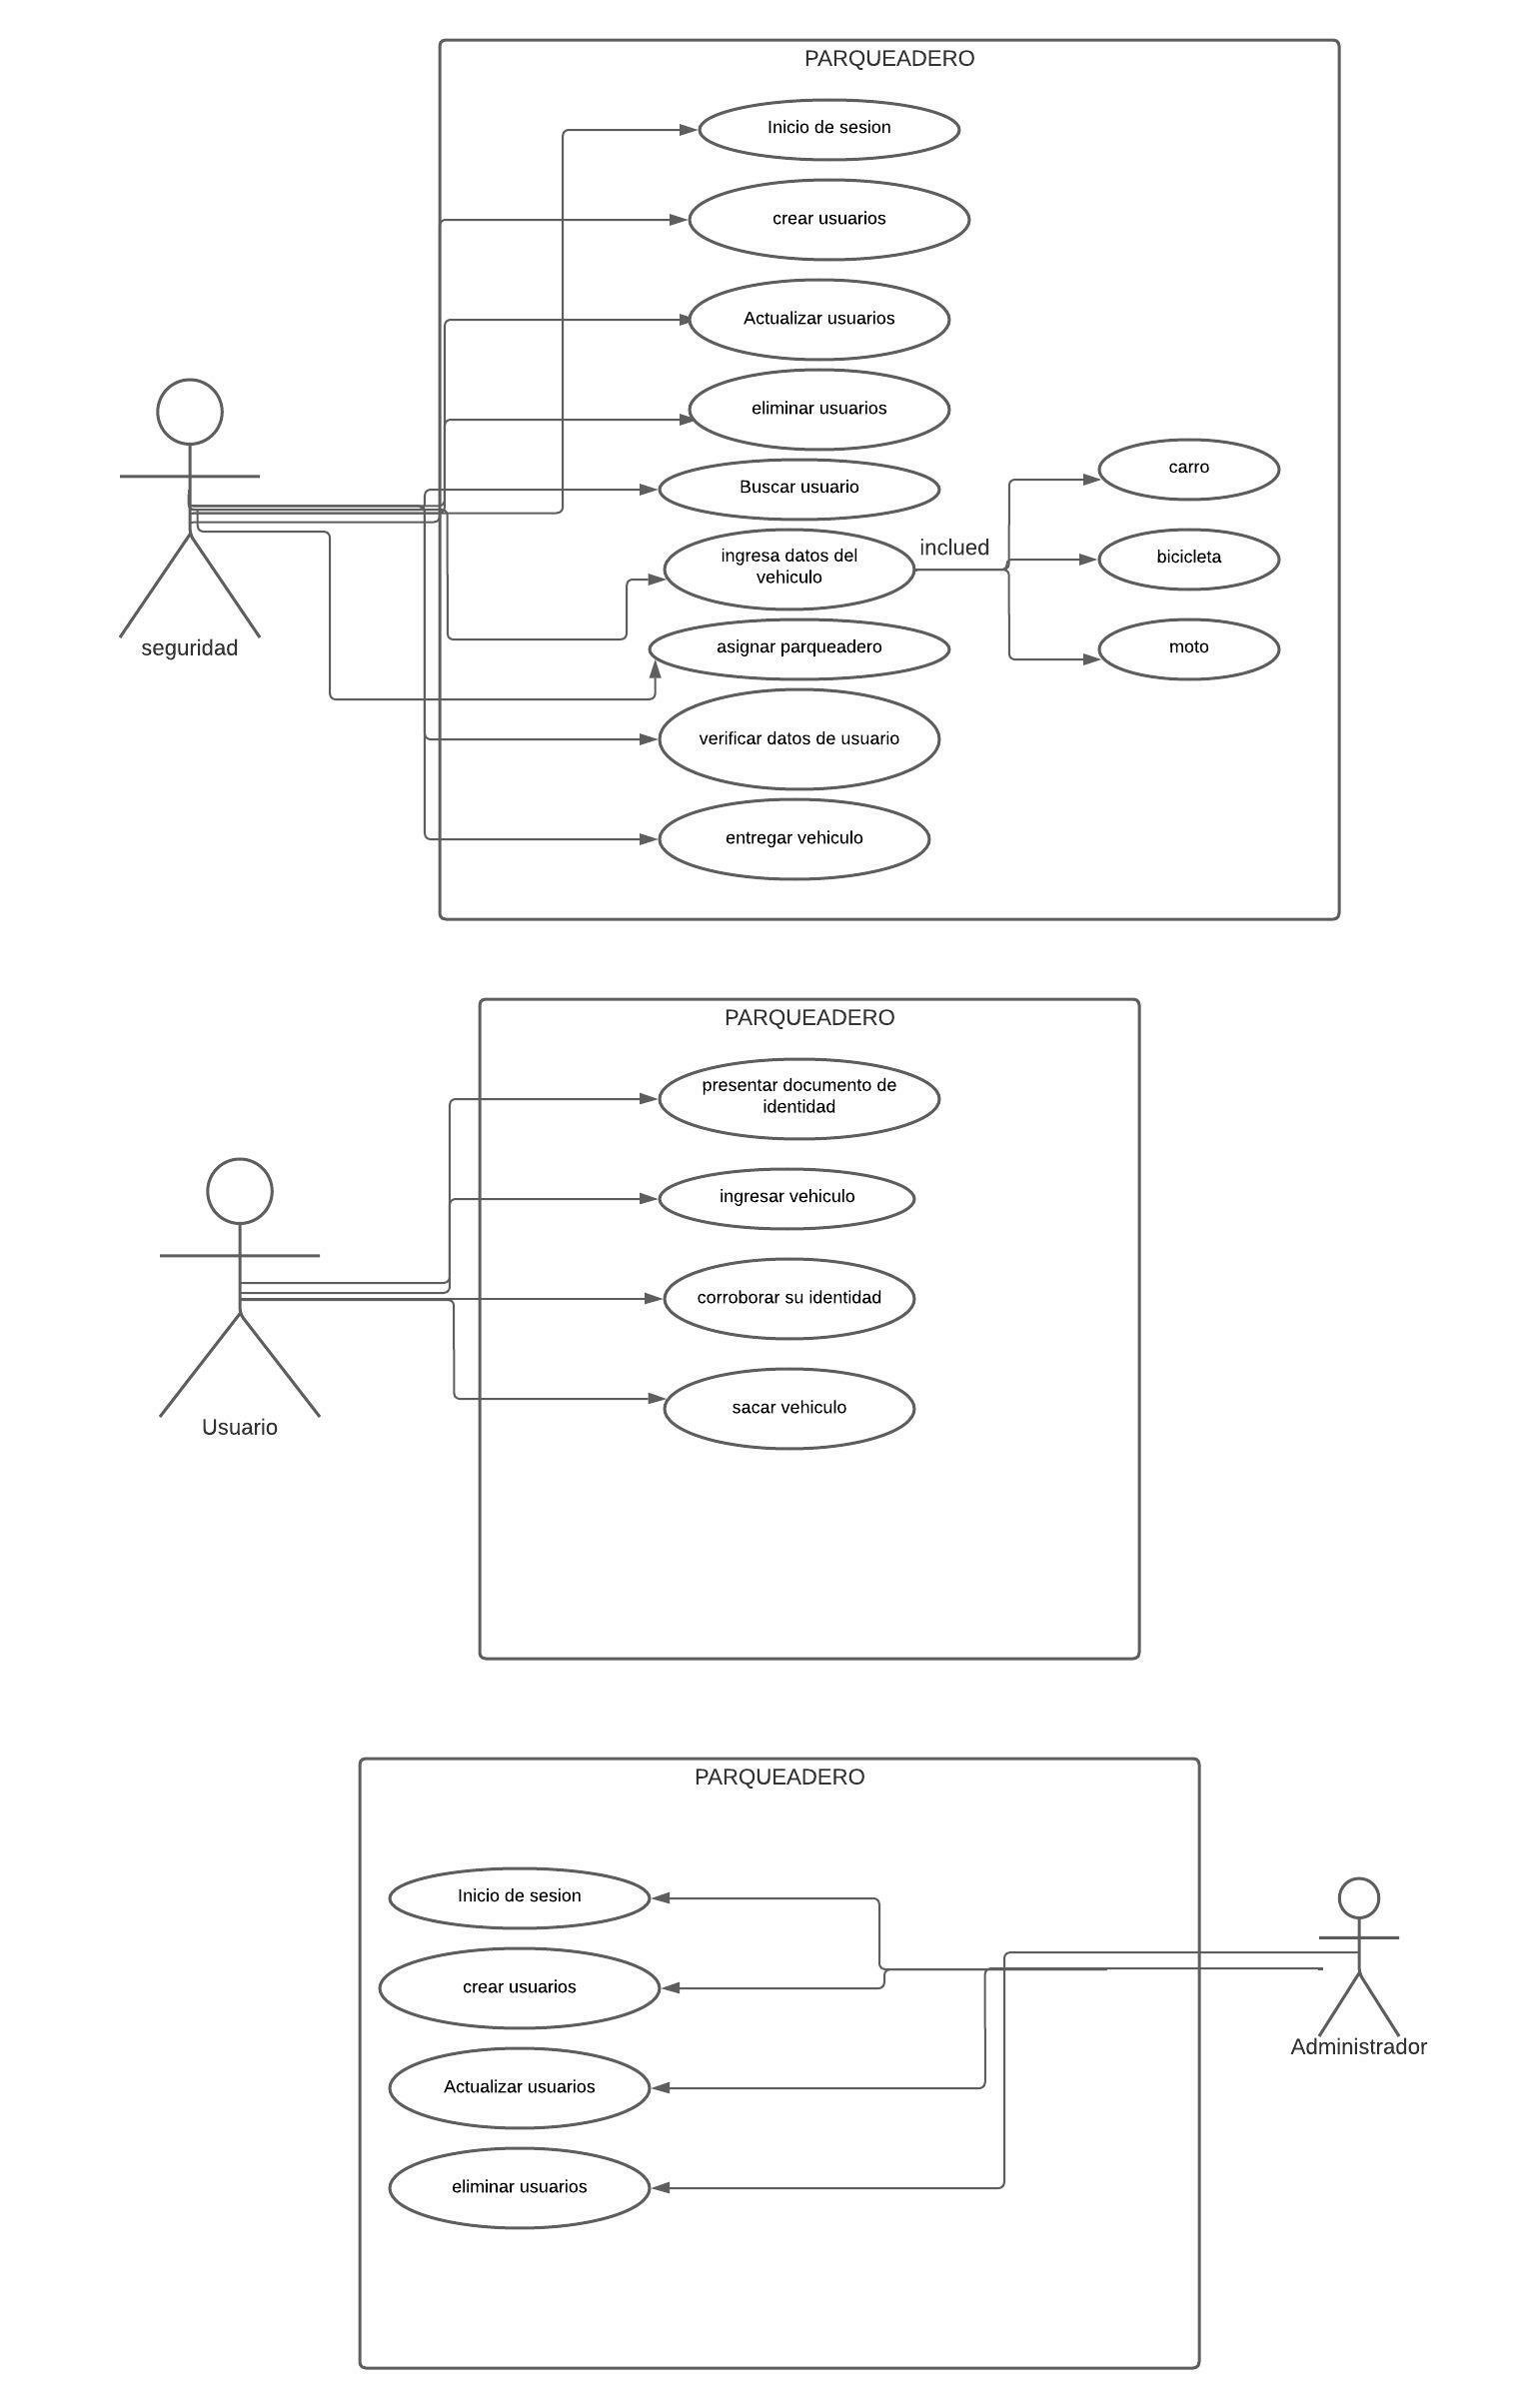 PARQUEADERO
Inicio de sesion
crear usuarios
Actualizar usuarios
eliminar usuarios
Buscar usuario
ingresa datos del
vehiculo
inclued
carro
bicicleta
moto
asignar parqueadero
verificar datos de usuario
entregar vehiculo
seguridad
PARQUEADERO
presentar documento de
identidad
ingresar vehiculo
corroborar su identidad
sacar vehiculo
Usuario
PARQUEADERO
Inicio de sesion
crear usuarios
Actualizar usuarios
eliminar usuarios
Administrador